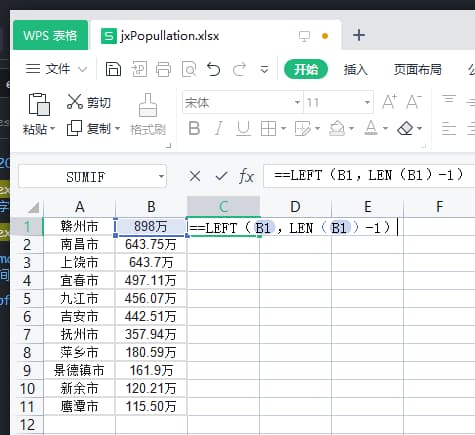 WPS 表格
S jxPopullation.xlsx
文件
开始 插入 页面布局
剪切
宋体 11
粘贴 复制 格式刷
B I U A
SUMIF fx ==LEFT（B1，LEN（B1）-1）
A B C D E F
1 赣州市 898万 ==LEFT（B1，LEN（B1）-1）
2 南昌市 643.75万
3 上饶市 643.7万
4 宜春市 497.11万
5 九江市 456.07万
6 吉安市 442.51万
7 抚州市 357.94万
8 萍乡市 180.59万
9 景德镇市 161.9万
10 新余市 120.21万
11 鹰潭市 115.50万
12